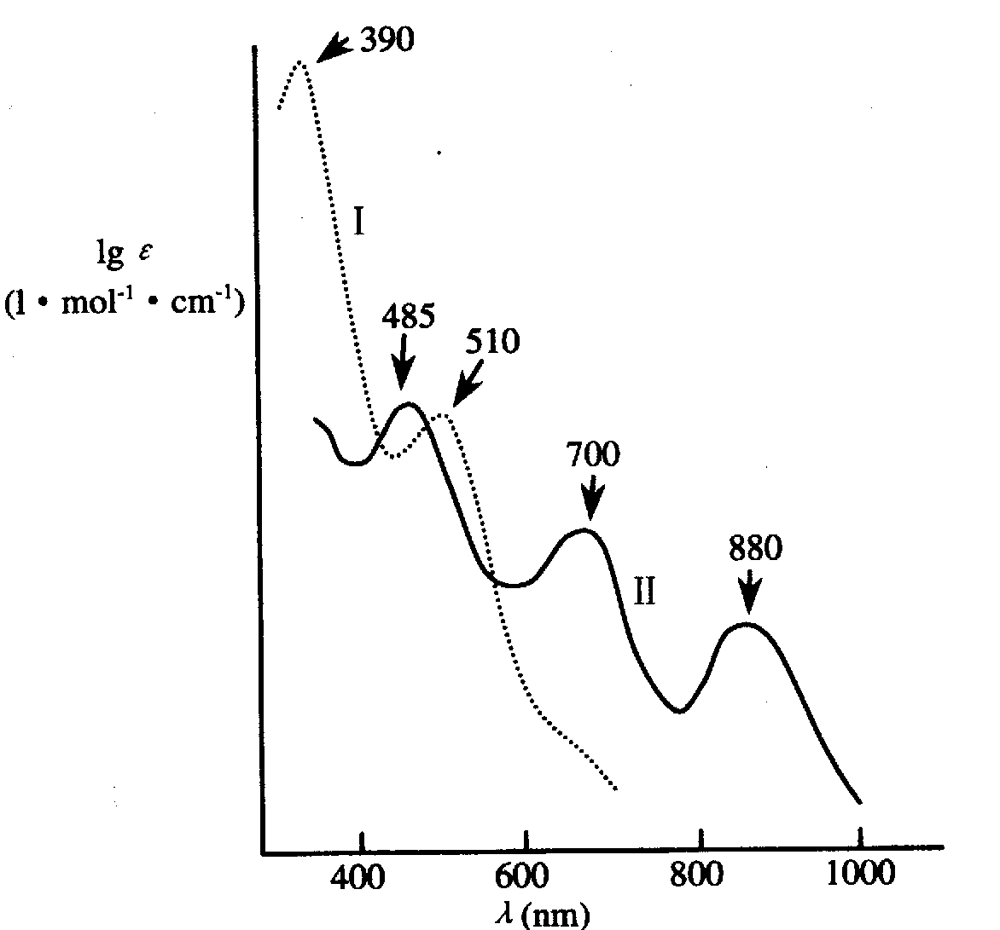 390
I
lg ε
(l • mol⁻¹ • cm⁻¹)
485
510
700
880
II
400 600 800 1000
λ (nm)